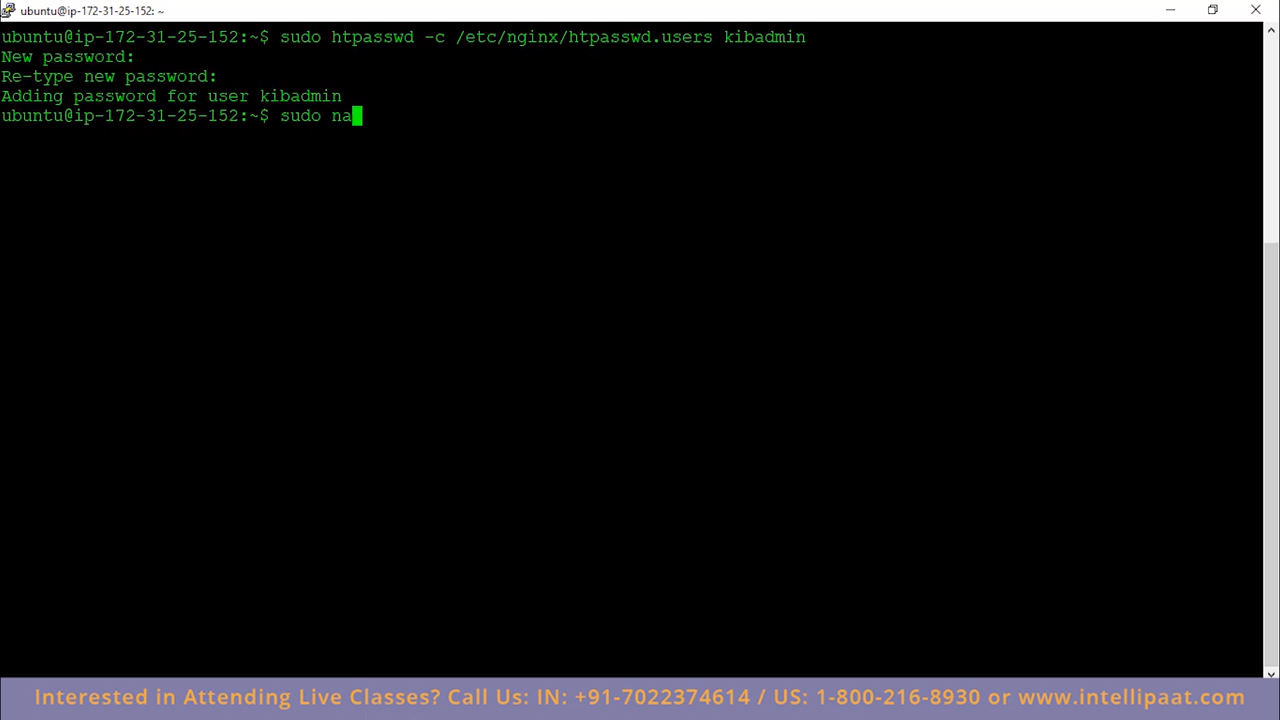 ubuntu@ip-172-31-25-152: ~
ubuntu@ip-172-31-25-152:~$ sudo htpasswd -c /etc/nginx/htpasswd.users kibadmin
New password:
Re-type new password:
Adding password for user kibadmin
ubuntu@ip-172-31-25-152:~$ sudo na
Interested in Attending Live Classes? Call Us: IN: +91-7022374614 / US: 1-800-216-8930 or www.intellipaat.com